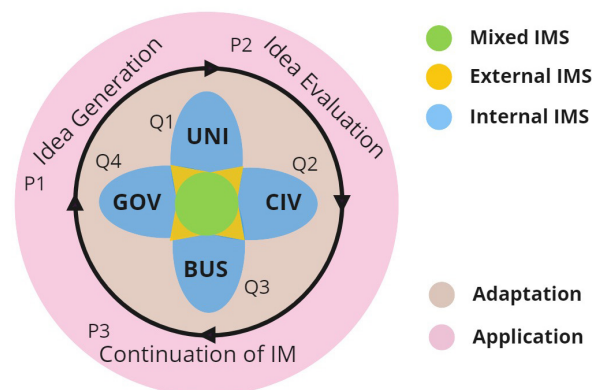 P2
Idea Generation
Idea Evaluation
Q1
UNI
Q4
Q2
P1
GOV
CIV
BUS
Q3
P3
Continuation of IM
Mixed IMS
External IMS
Internal IMS
Adaptation
Application